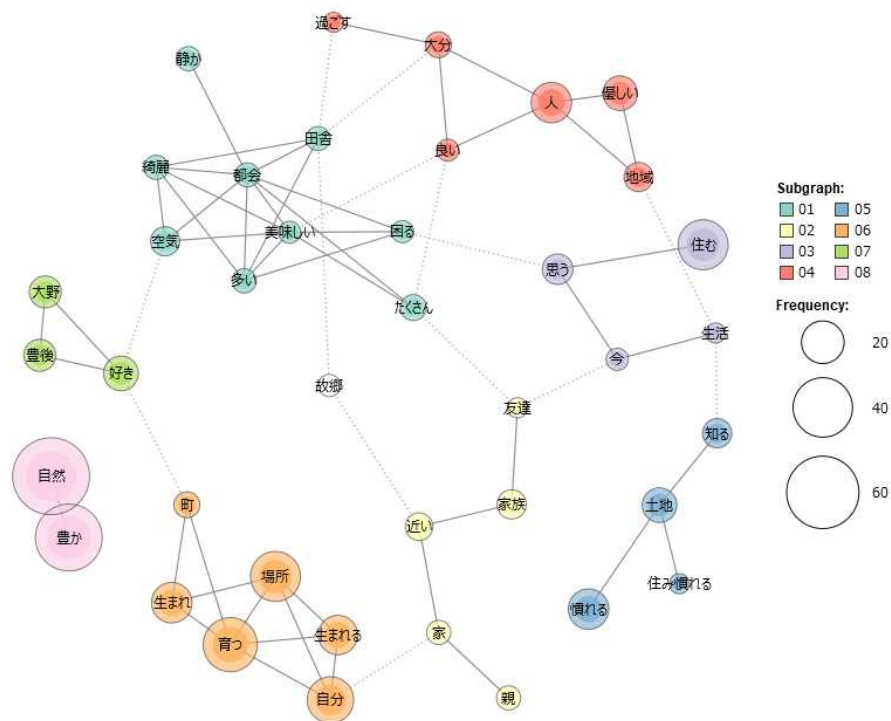 過ごす
大分
静か
優しい
人
田舎
良い
綺麗
都会
地域
美味しい
困る
空気
住む
思う
多い
大野
たくさん
生活
豊後
好き
今
故郷
友達
知る
自然
町
家族
土地
近い
豊か
場所
住み慣れる
生まれ
慣れる
育つ
生まれる
家
自分
親
Subgraph:
01 05
02 06
03 07
04 08
Frequency:
20
40
60